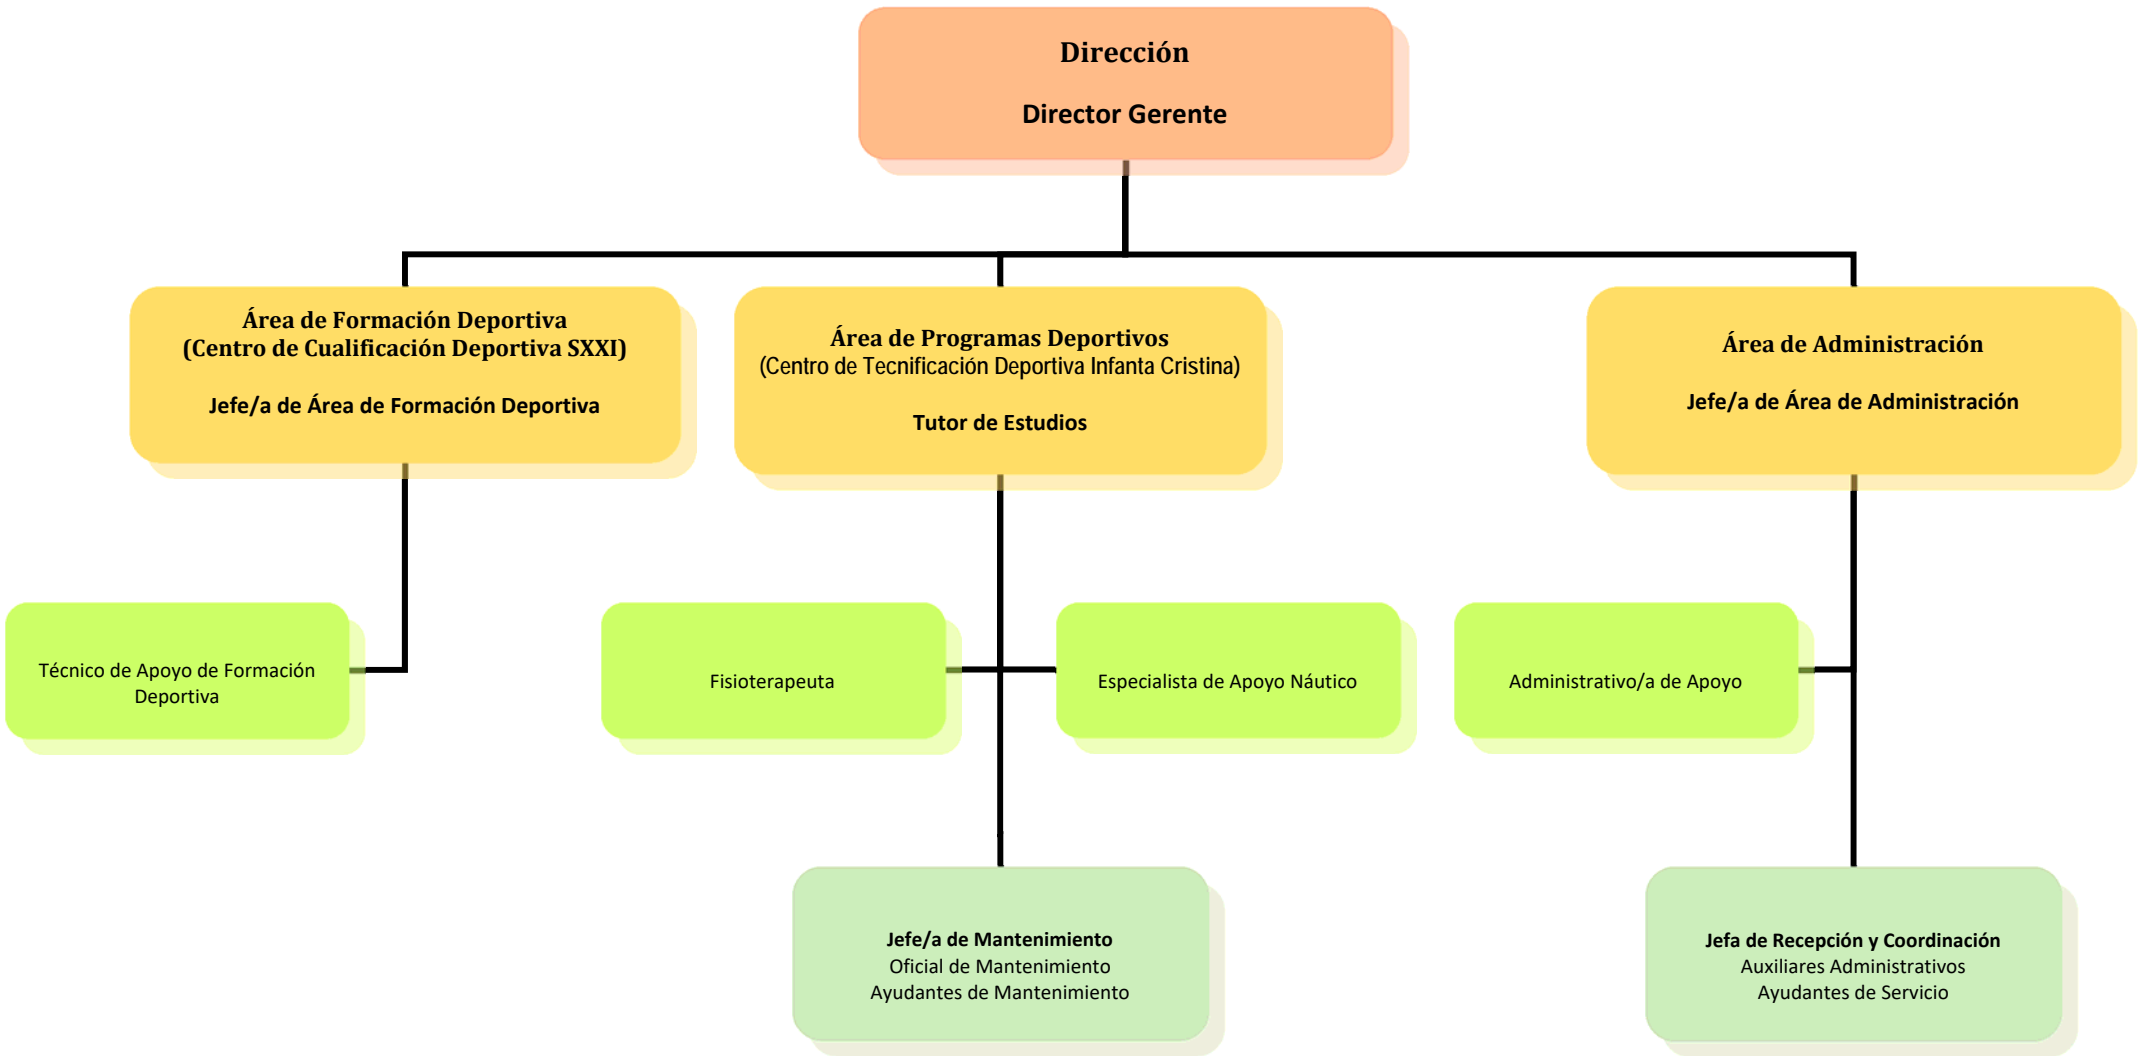 Dirección
Director Gerente
Área de Formación Deportiva
(Centro de Cualificación Deportiva SXXI)
Jefe/a de Área de Formación Deportiva
Área de Programas Deportivos
(Centro de Tecnificación Deportiva Infanta Cristina)
Tutor de Estudios
Área de Administración
Jefe/a de Área de Administración
Técnico de Apoyo de Formación
Deportiva
Fisioterapeuta
Especialista de Apoyo Náutico
Administrativo/a de Apoyo
Jefe/a de Mantenimiento
Oficial de Mantenimiento
Ayudantes de Mantenimiento
Jefa de Recepción y Coordinación
Auxiliares Administrativos
Ayudantes de Servicio